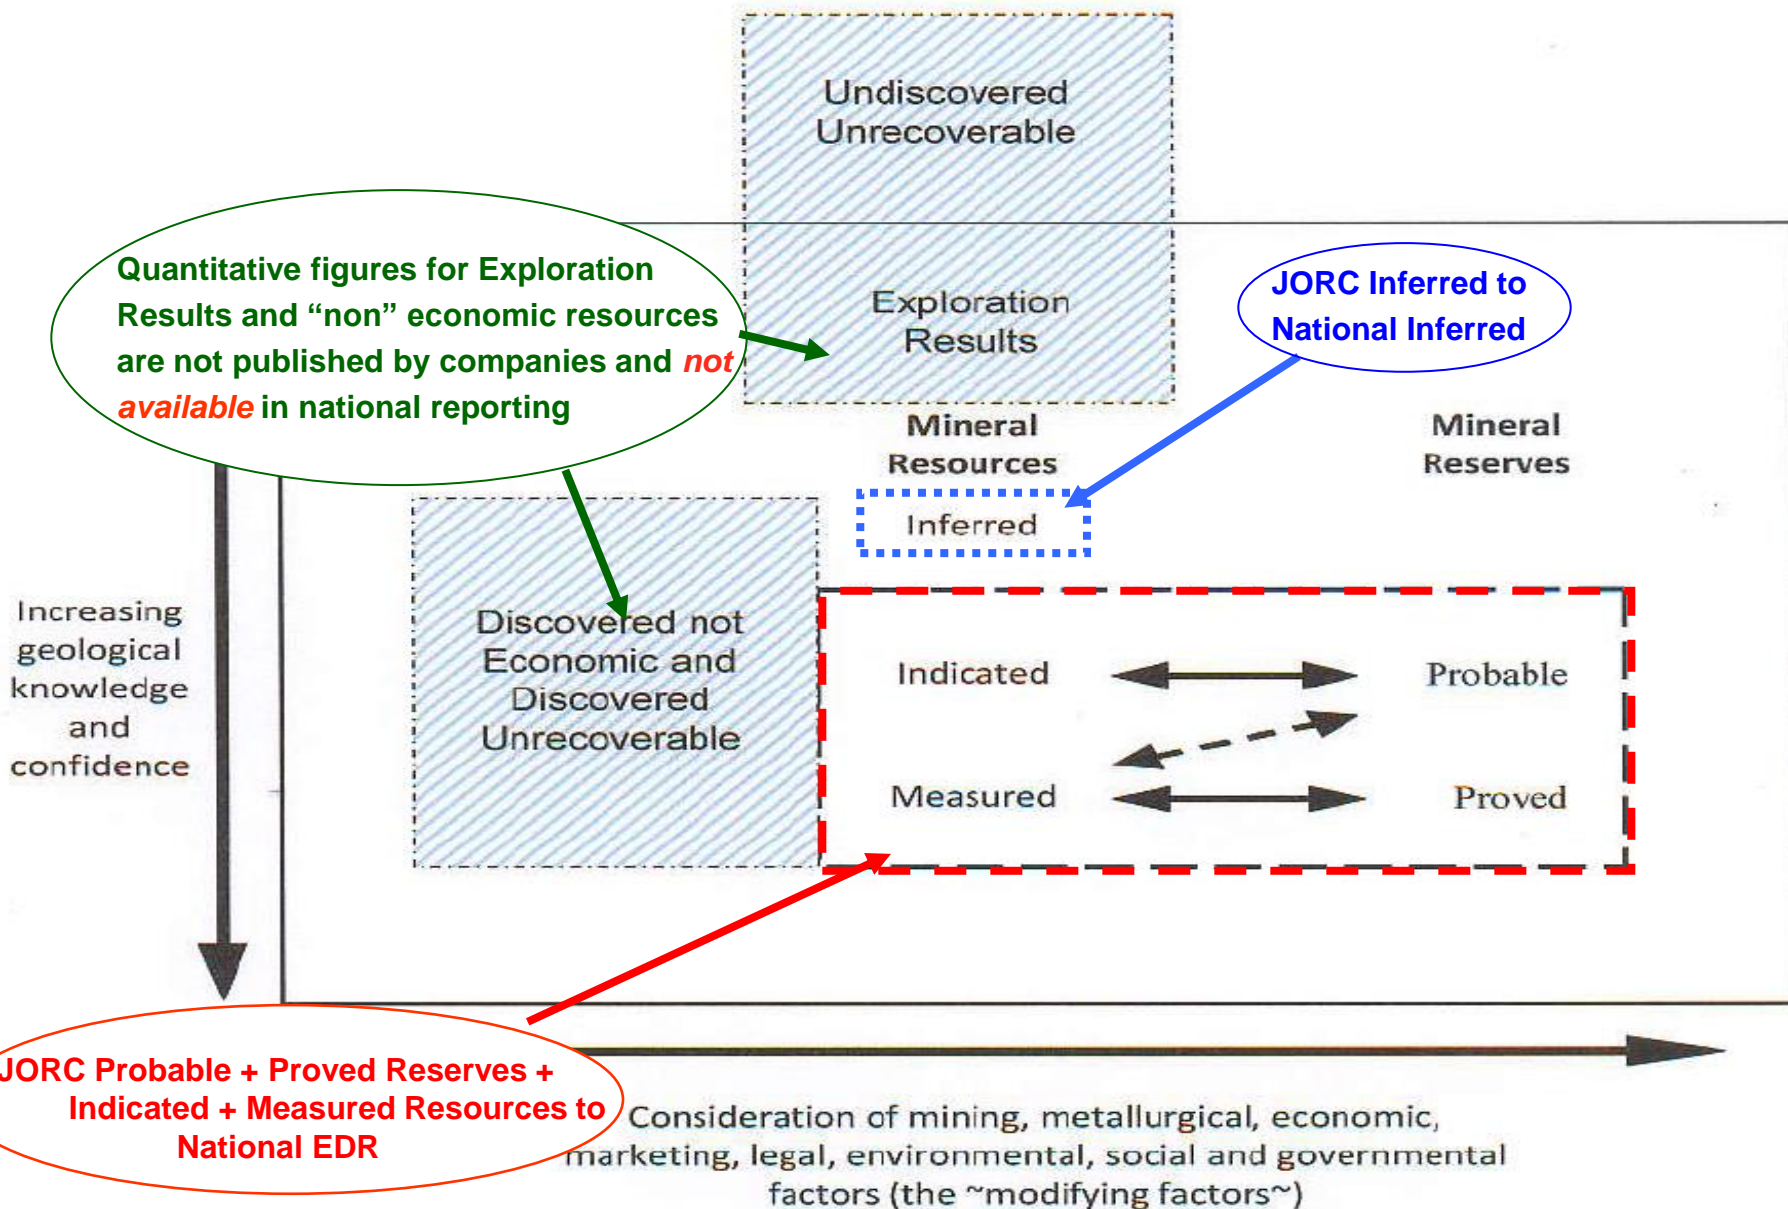 Undiscovered
Unrecoverable
Quantitative figures for Exploration
Results and “non” economic resources
are not published by companies and not
available in national reporting
Exploration
Results
JORC Inferred to
National Inferred
Mineral
Resources
Mineral
Reserves
Inferred
Increasing
geological
knowledge
and
confidence
Discovered not
Economic and
Discovered
Unrecoverable
Indicated
Probable
Measured
Proved
JORC Probable + Proved Reserves +
Indicated + Measured Resources to
National EDR
Consideration of mining, metallurgical, economic,
marketing, legal, environmental, social and governmental
factors (the ~modifying factors~)